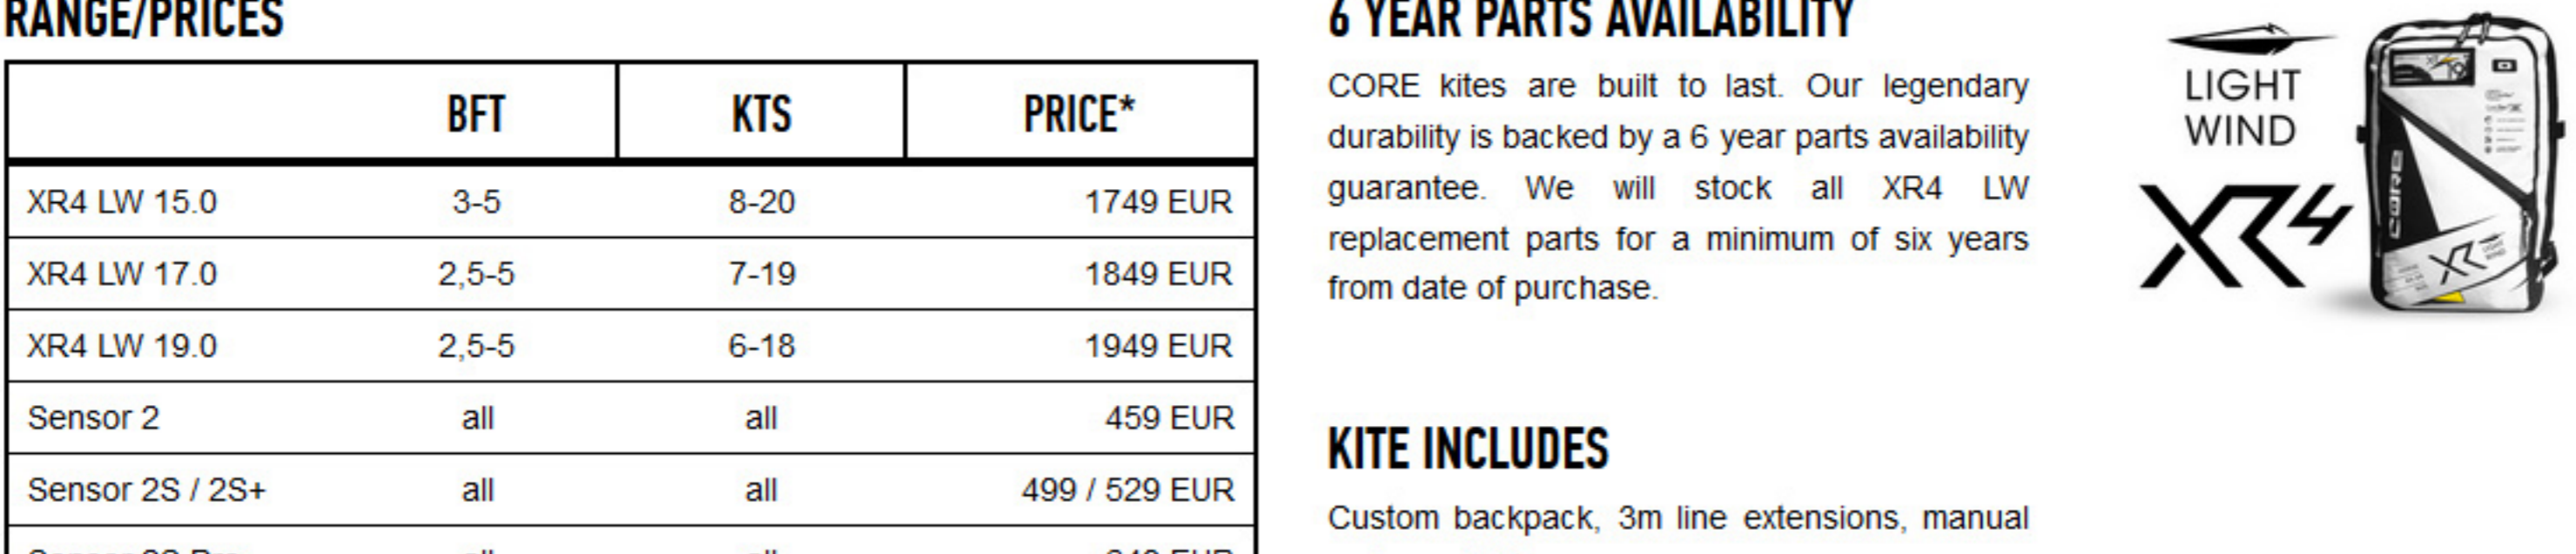 RANGE/PRICES
BFT KTS PRICE*
XR4 LW 15.0 3-5 8-20 1749 EUR
XR4 LW 17.0 2,5-5 7-19 1849 EUR
XR4 LW 19.0 2,5-5 6-18 1949 EUR
Sensor 2 all all 459 EUR
Sensor 2S / 2S+ all all 499 / 529 EUR
6 YEAR PARTS AVAILABILITY
CORE kites are built to last. Our legendary
durability is backed by a 6 year parts availability
guarantee. We will stock all XR4 LW
replacement parts for a minimum of six years
from date of purchase.
KITE INCLUDES
Custom backpack, 3m line extensions, manual
LIGHT
WIND
XR4
CORE
XR
LIGHT
WIND